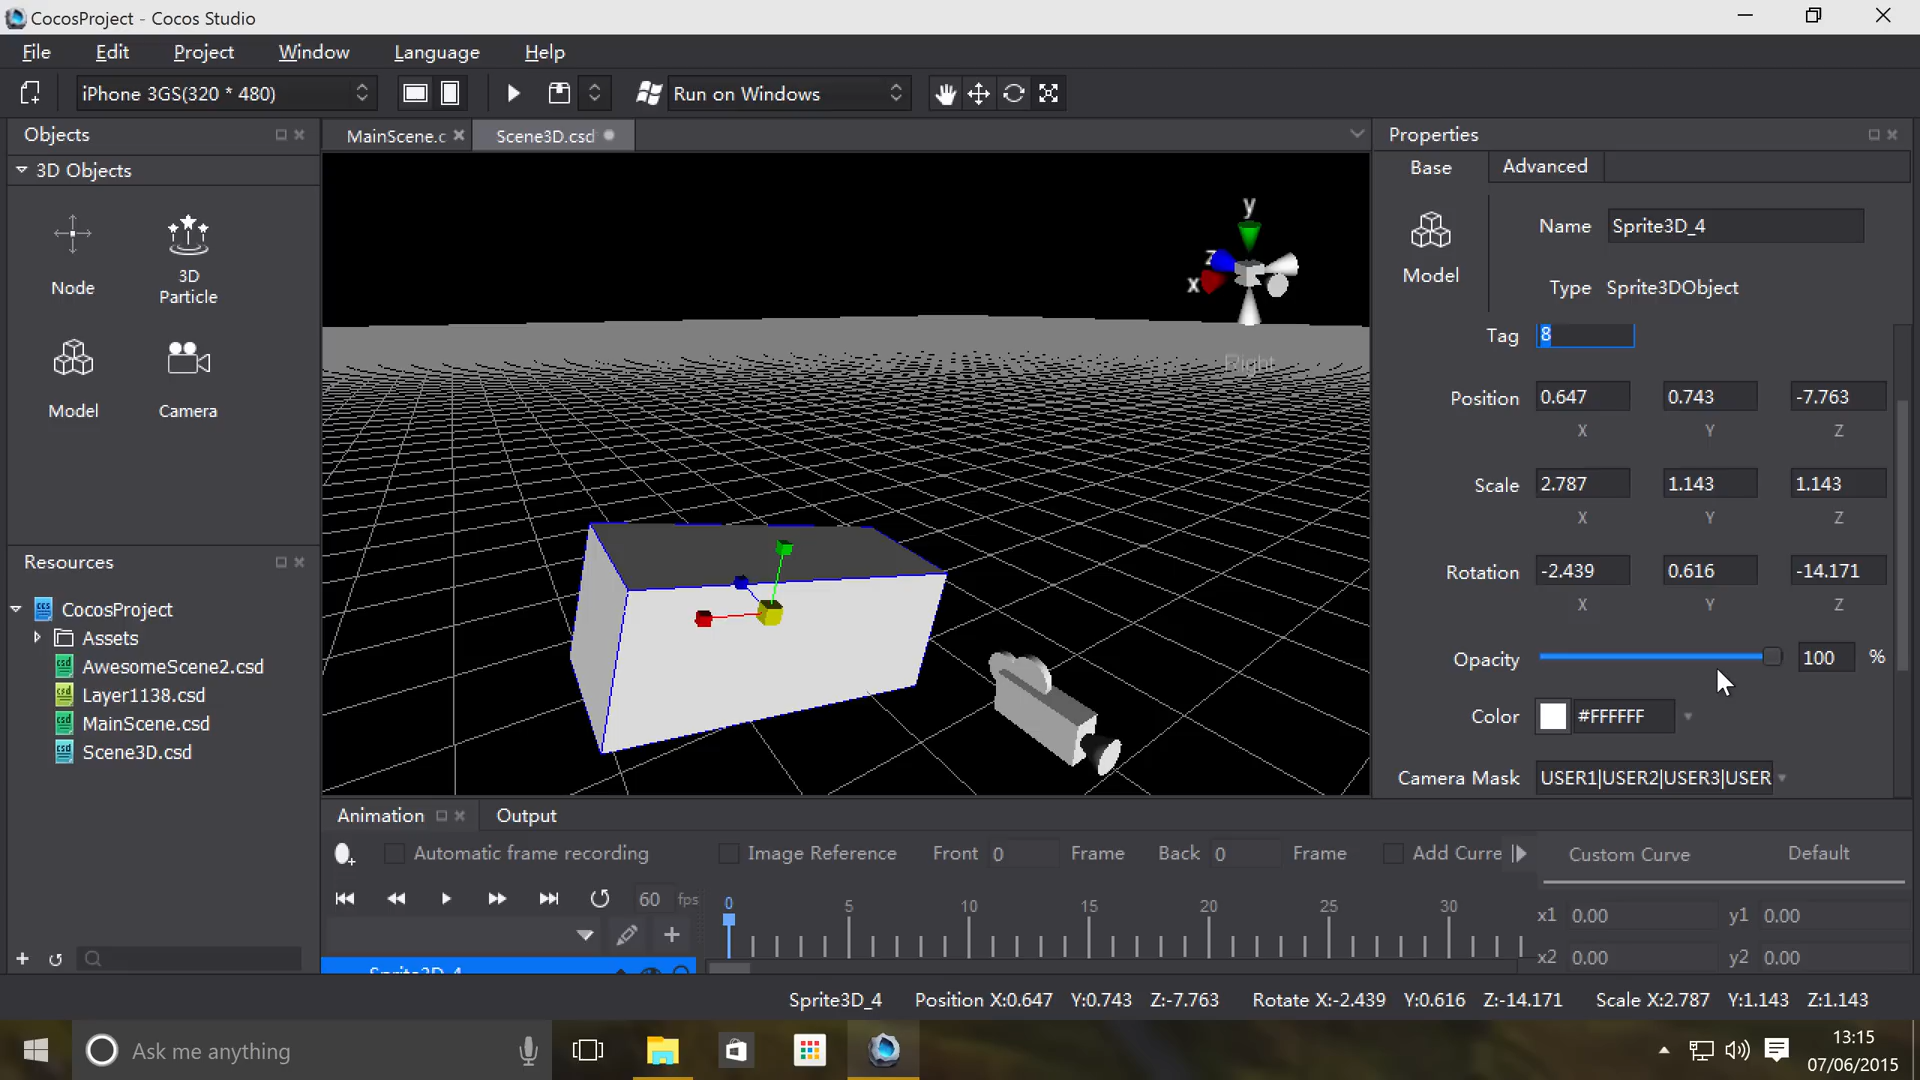 CocosProject - Cocos Studio
File Edit Project Window Language Help
iPhone 3GS(320 * 480)
Run on Windows
Objects
3D Objects
Node
3D
Particle
Model
Camera
Resources
CocosProject
Assets
AwesomeScene2.csd
Layer1138.csd
MainScene.csd
Scene3D.csd
MainScene.c
Scene3D.csd
y
z
x
Right
Properties
Base
Advanced
Model
Name Sprite3D_4
Type Sprite3DObject
Tag 8
Position 0.647 0.743 -7.763
X Y Z
Scale 2.787 1.143 1.143
X Y Z
Rotation -2.439 0.616 -14.171
X Y Z
Opacity 100 %
Color #FFFFFF
Camera Mask USER1|USER2|USER3|USER
Animation Output
Automatic frame recording Image Reference Front 0 Frame Back 0 Frame Add Curre
Custom Curve Default
60 fps
0 5 10 15 20 25 30
x1 0.00 y1 0.00
x2 0.00 y2 0.00
Sprite3D_4
Sprite3D_4 Position X:0.647 Y:0.743 Z:-7.763 Rotate X:-2.439 Y:0.616 Z:-14.171 Scale X:2.787 Y:1.143 Z:1.143
Ask me anything
13:15
07/06/2015